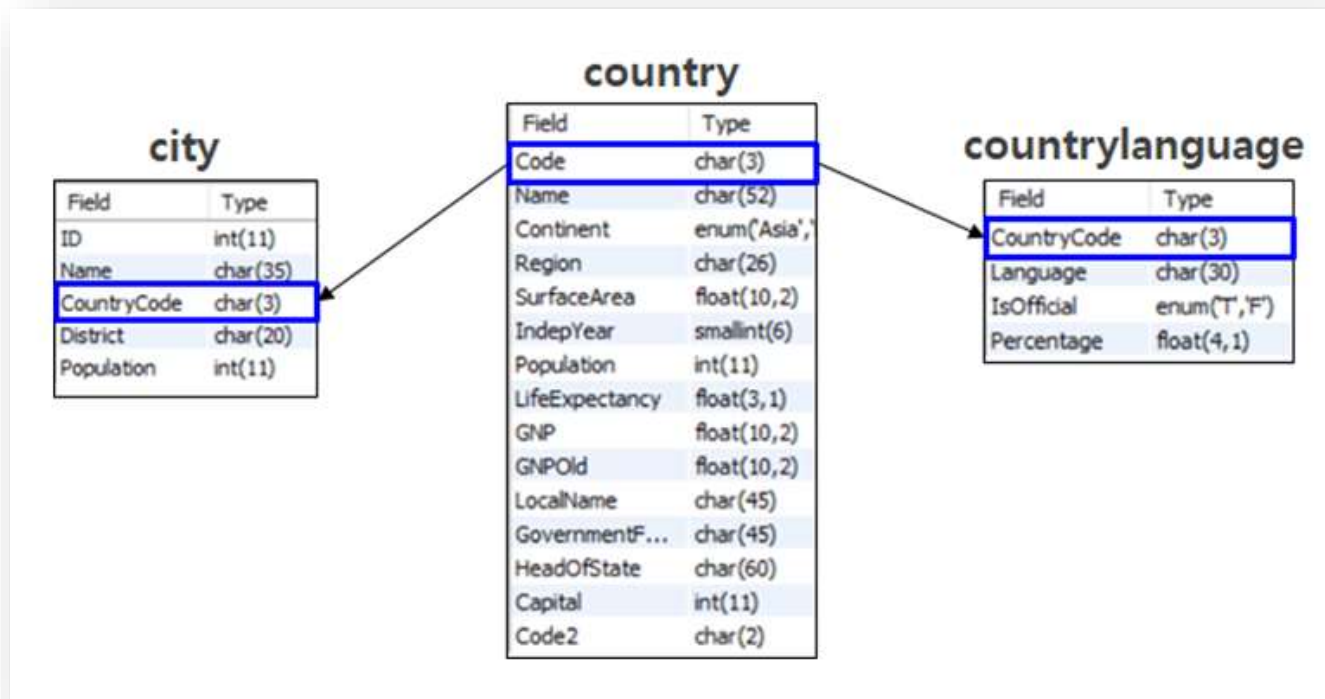 city
Field Type
ID int(11)
Name char(35)
CountryCode char(3)
District char(20)
Population int(11)
country
Field Type
Code char(3)
Name char(52)
Continent enum('Asia','
Region char(26)
SurfaceArea float(10,2)
IndepYear smallint(6)
Population int(11)
LifeExpectancy float(3,1)
GNP float(10,2)
GNPOld float(10,2)
LocalName char(45)
GovernmentF... char(45)
HeadOfState char(60)
Capital int(11)
Code2 char(2)
countrylanguage
Field Type
CountryCode char(3)
Language char(30)
IsOfficial enum('T','F')
Percentage float(4,1)